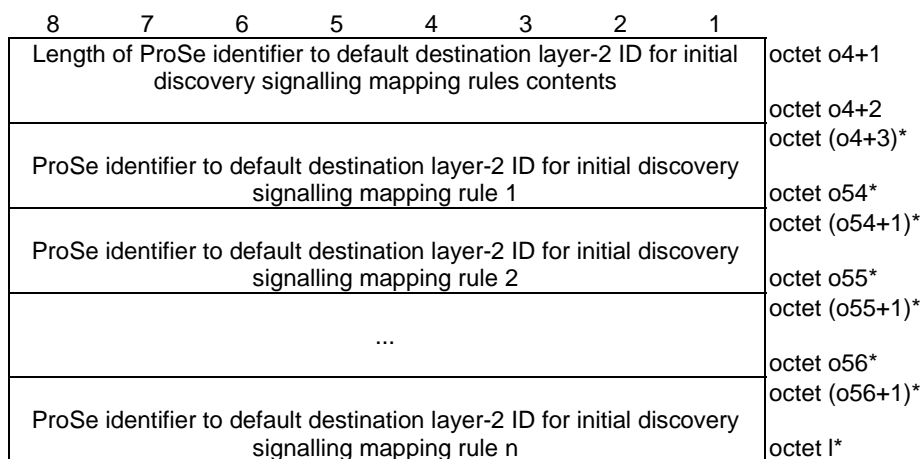 8 7 6 5 4 3 2 1
Length of ProSe identifier to default destination layer-2 ID for initial octet o4+1
discovery signalling mapping rules contents
octet o4+2
octet (o4+3)*
ProSe identifier to default destination layer-2 ID for initial discovery
signalling mapping rule 1 octet o54*
octet (o54+1)*
ProSe identifier to default destination layer-2 ID for initial discovery
signalling mapping rule 2 octet o55*
octet (o55+1)*
...
octet o56*
octet (o56+1)*
ProSe identifier to default destination layer-2 ID for initial discovery
signalling mapping rule n octet l*